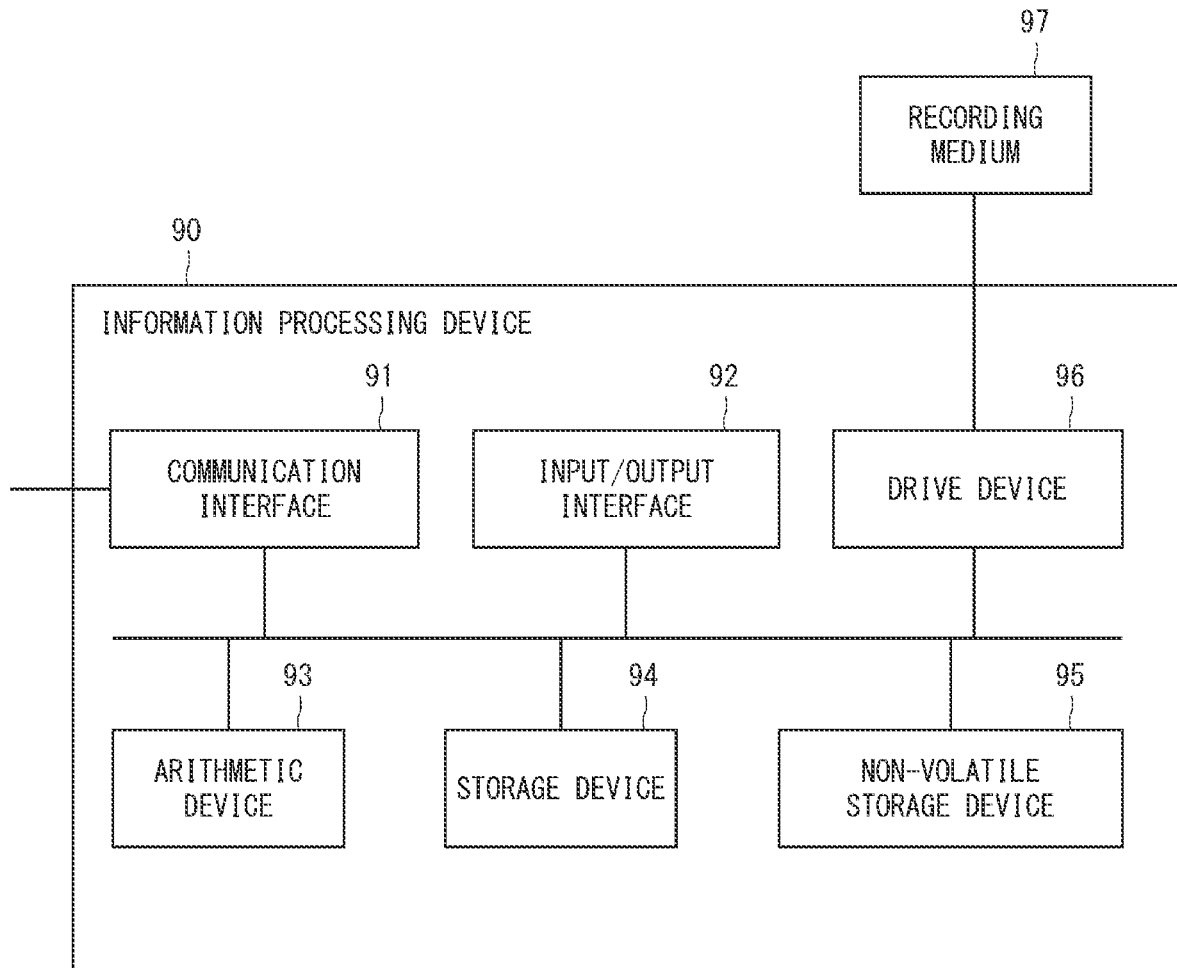 97
RECORDING
MEDIUM
90
INFORMATION PROCESSING DEVICE
91
92
96
COMMUNICATION
INTERFACE
INPUT/OUTPUT
INTERFACE
DRIVE DEVICE
93
94
95
ARITHMETIC
DEVICE
STORAGE DEVICE
NON-VOLATILE
STORAGE DEVICE